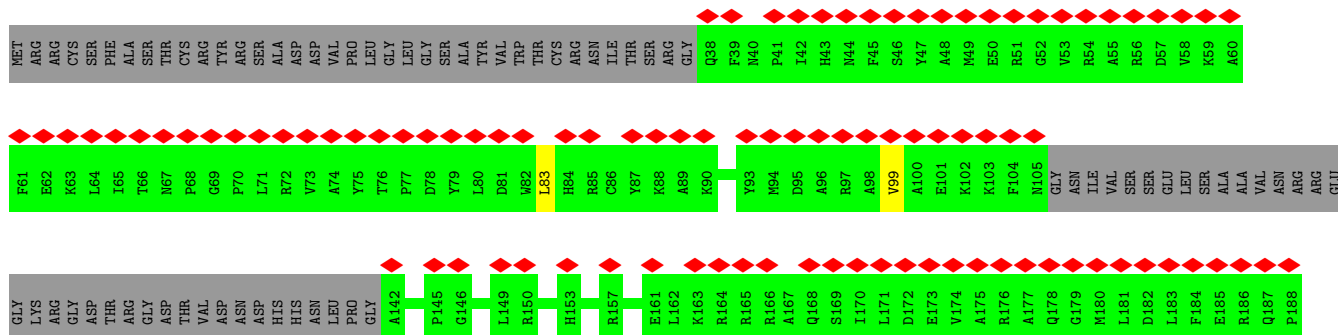 MET ARG ARG CYS SER PHE ALA SER THR CYS ARG TYR ARG SER ALA ASP ASP VAL PRO LEU GLY LEU GLY SER ALA TYR VAL TRP THR CYS ARG ASN ILE THR SER ARG GLY Q38 F39 N40 P41 I42 H43 N44 F45 S46 Y47 A48 M49 E50 R51 G52 V53 R54 A55 R56 D57 V58 K59 A60
F61 E62 K63 L64 I65 T66 N67 P68 G69 P70 L71 R72 V73 A74 Y75 T76 P77 D78 Y79 L80 D81 W82 L83 H84 R85 C86 Y87 K88 A89 K90 Y93 M94 D95 A96 R97 A98 V99 A100 E101 K102 K103 F104 N105 GLY ASN ILE VAL SER SER GLU LEU SER ALA ALA VAL ASN ARG ARG GLU
GLY LYS ARG GLY ASP THR ARG GLY ASP THR VAL ASP ASN ASP HIS HIS ASN LEU PRO GLY A142 P145 G146 L149 R150 H153 R157 E161 L162 K163 R164 R165 R166 A167 Q168 S169 I170 L171 D172 E173 V174 A175 R176 A177 Q178 G179 M180 L181 D182 L183 F184 E185 R186 Q187 P188